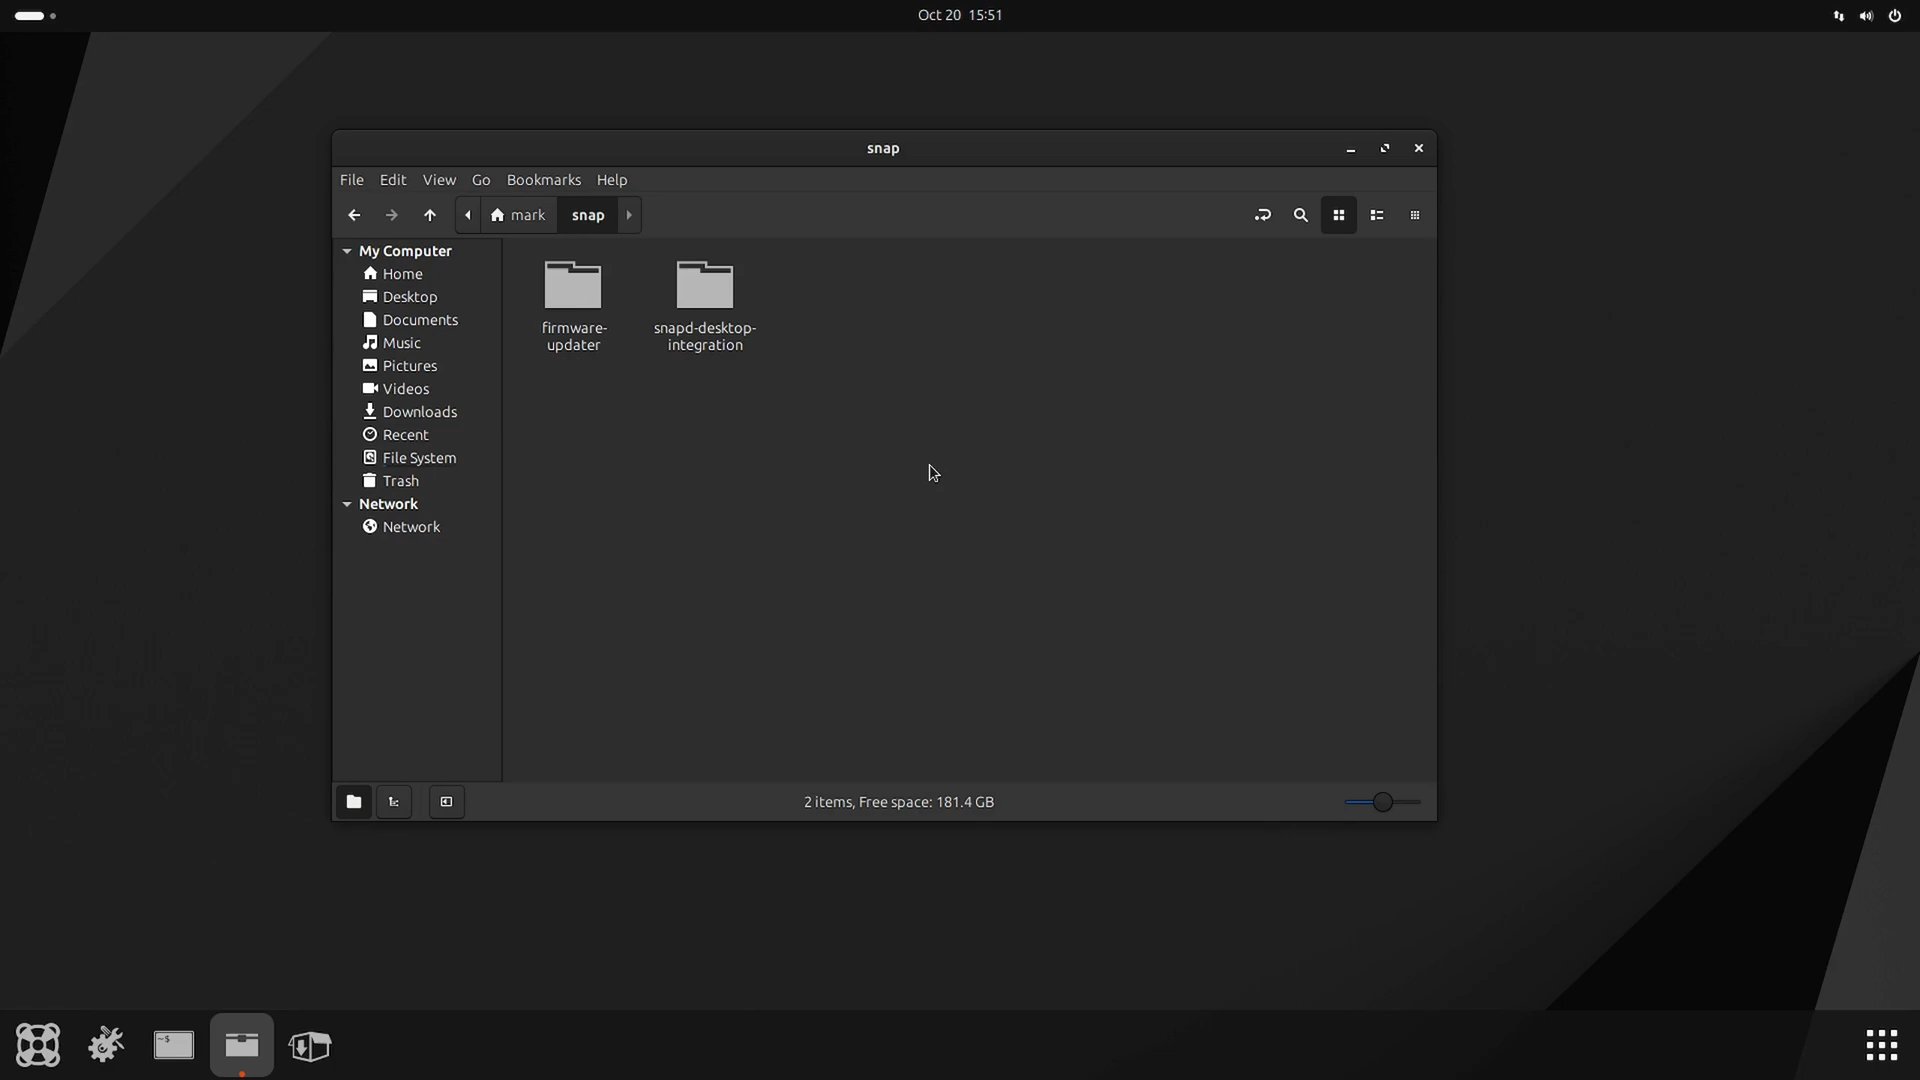 Oct 20 15:51
snap
File Edit View Go Bookmarks Help
mark snap
My Computer
Home
Desktop
Documents
Music
Pictures
Videos
Downloads
Recent
File System
Trash
Network
Network
firmware-
updater
snapd-desktop-
integration
2 items, Free space: 181.4 GB
~$